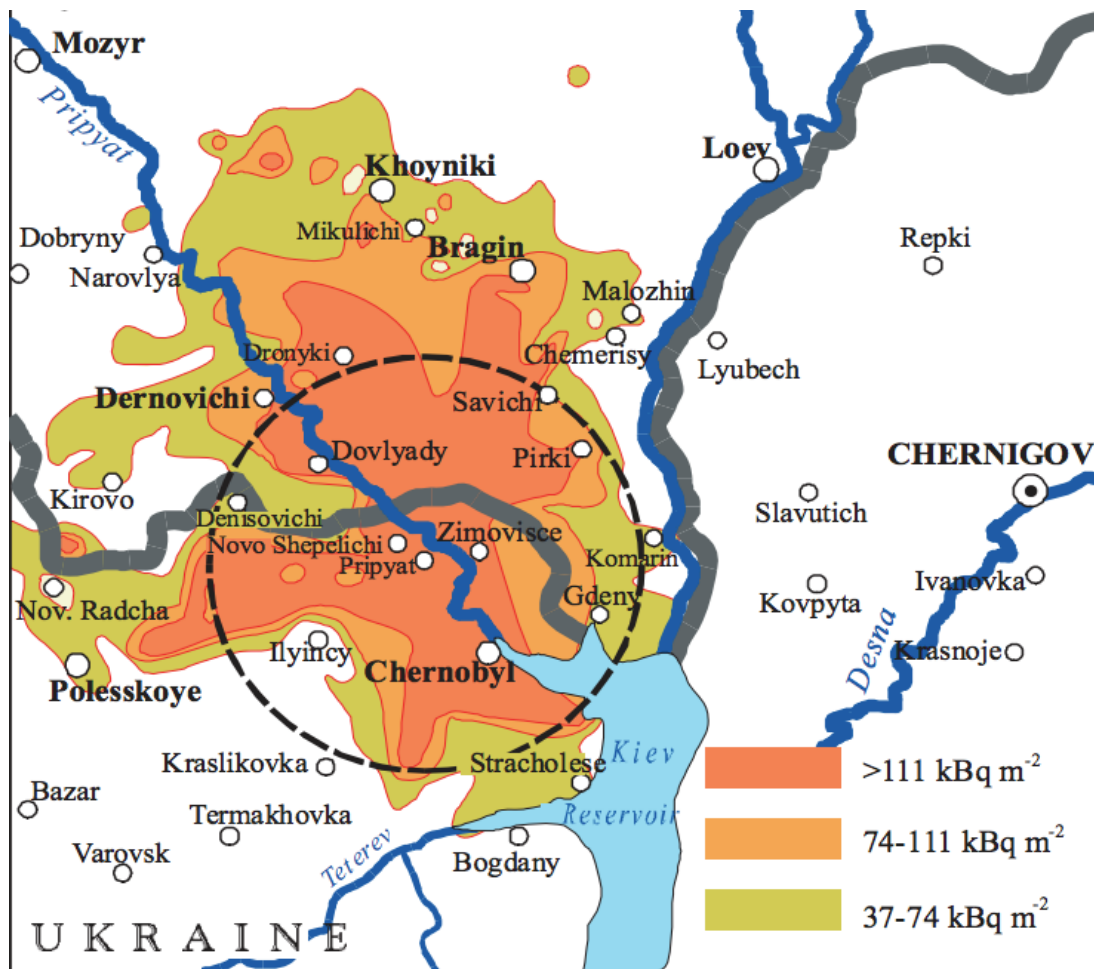 Mozyr
Pripyat
Loev
Khoyniki
Mikulichi
Bragin
Dobryny
Narovlya
Repki
Malozhin
Dronyki
Chemerisy
Lyubech
Dernovichi
Savichi
Dovlyady
Pirki
CHERNIGOV
Kirovo
Denisovichi
Slavutich
Novo Shepelichi
Zimovisce
Pripyat
Komarin
Ivanovka
Nov. Radcha
Gdeny
Kovpyta
Ilyincy
Chernobyl
Desna
Krasnoje
Polesskoye
Kraslikovka
Stracholese
Kiev
Reservoir
>111 kBq m-2
Bazar
Termakhovka
74-111 kBq m-2
Varovsk
Teterev
Bogdany
37-74 kBq m-2
UKRAINE